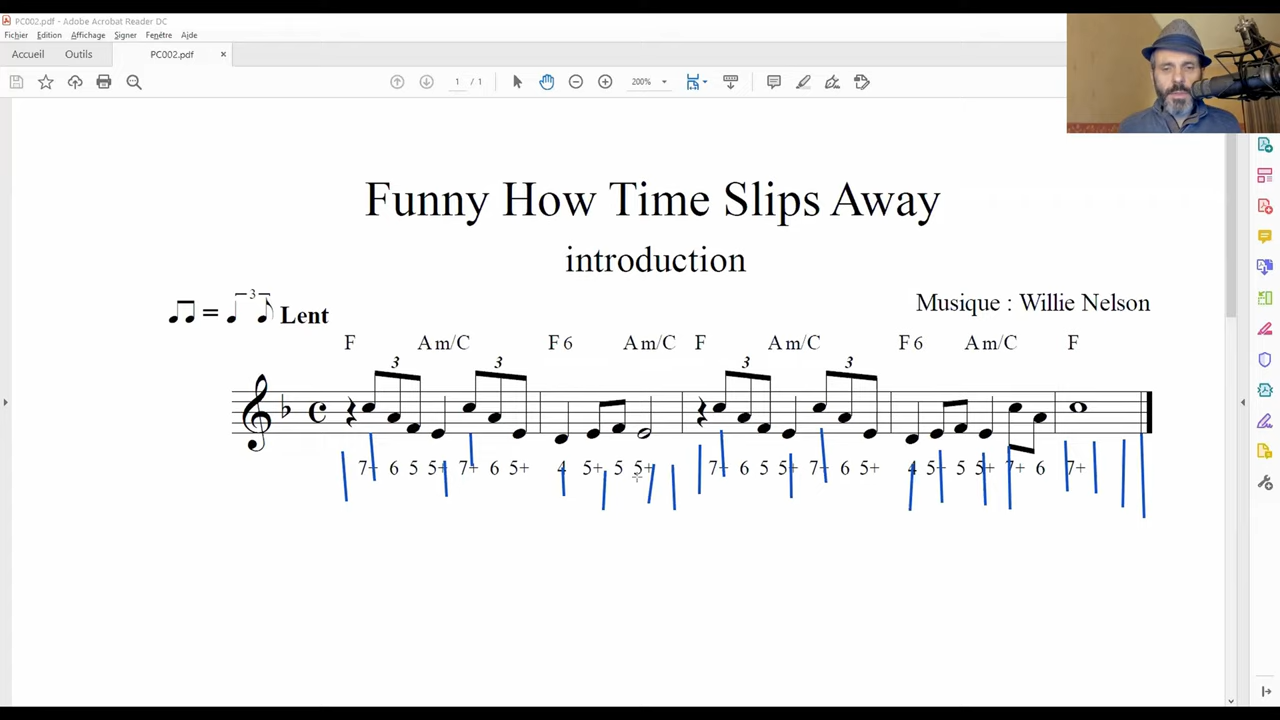 PC002.pdf - Adobe Acrobat Reader DC
Fichier Edition Affichage Signer Fenêtre Aide
Accueil Outils PC002.pdf ×
1 / 1 200%
Funny How Time Slips Away
introduction
3
= Lent
Musique : Willie Nelson
F Am/C F6 Am/C F Am/C F6 Am/C F
3 3 3 3
7+ 6 5 5+ 7+ 6 5+ 4 5+ 5 5+ 7+ 6 5 5+ 7+ 6 5+ 4 5+ 5 5+ 7+ 6 7+